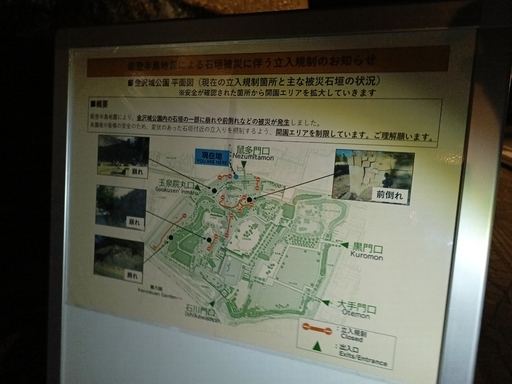 能登半島地震による石垣被災に伴う立入規制のお知らせ
■金沢城公園 平面図（現在の立入規制箇所と主な被災石垣の状況）
※安全が確認された箇所から開園エリアを拡大していきます
■概要
能登半島地震により、金沢城公園内の石垣の一部に崩れや前倒れなどの被災が発生しました。
来園者の皆様の安全のため、変状のあった石垣付近の立入りを規制するよう、開園エリアを制限しています。ご理解願います。
崩れ
現在地
鼠多門口
Nezumitamon
前倒れ
玉泉院丸口
崩れ
黒門口
Kuromon
崩れ
石川門口
大手門口
Otemon
：立入規制
Closed
：出入口
Exits/Entrance